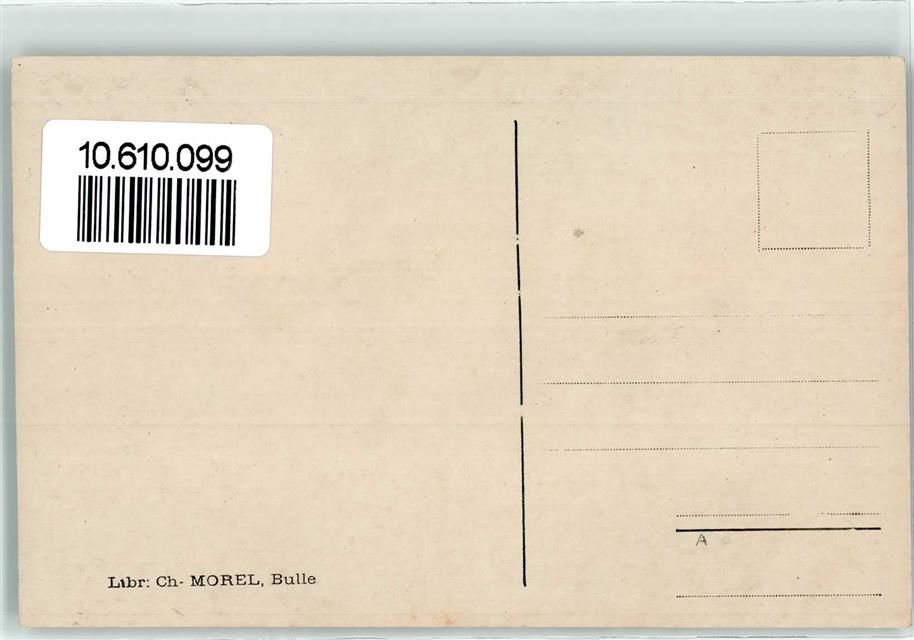 10.610.099
A
Libr: Ch- MOREL, Bulle